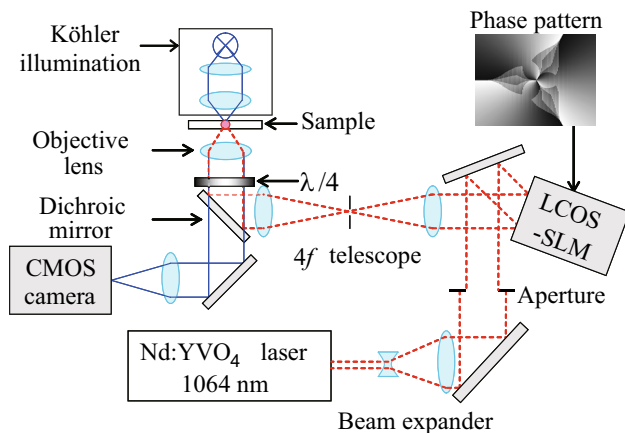 Köhler
illumination
Phase pattern
Sample
Objective
lens
λ/4
Dichroic
mirror
LCOS
-SLM
4f telescope
CMOS
camera
Aperture
Nd:YVO₄ laser
1064 nm
Beam expander